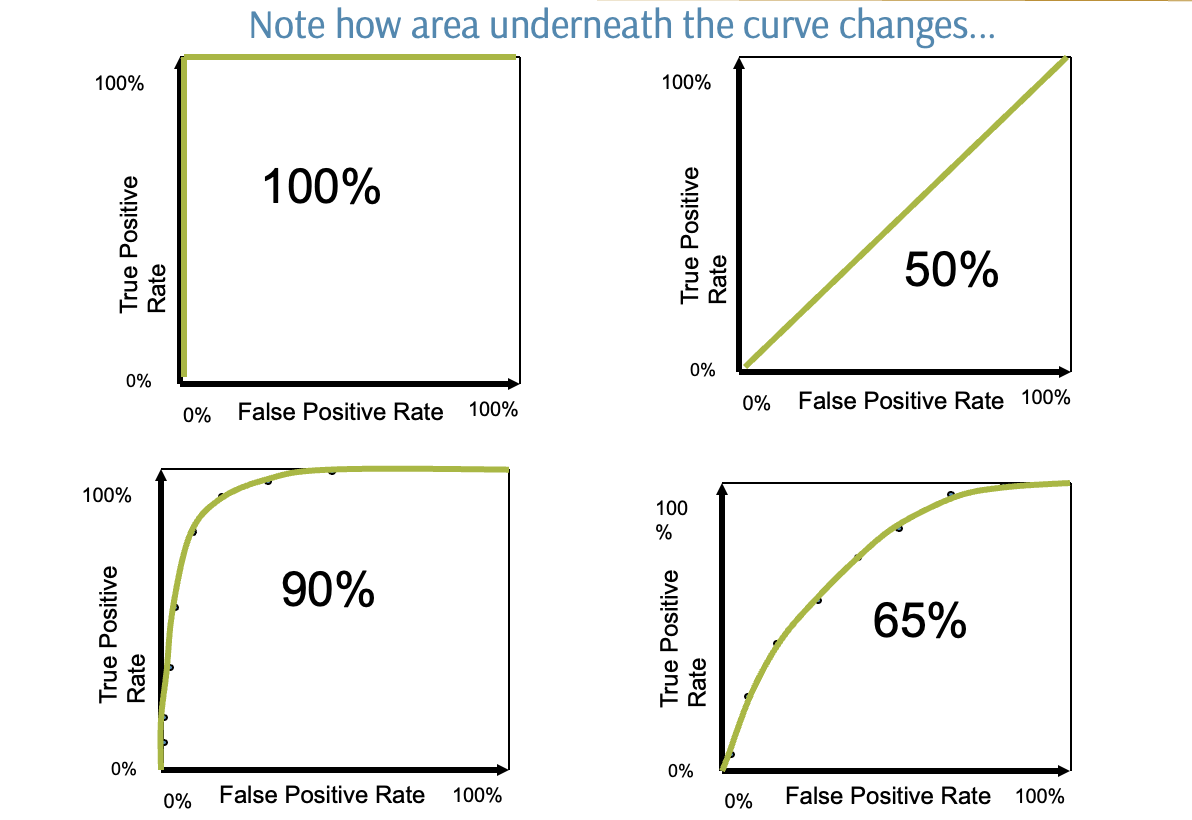 Note how area underneath the curve changes...
100%
True Positive
Rate
100%
0%
0%
False Positive Rate
100%
100%
True Positive
Rate
50%
0%
0%
False Positive Rate
100%
100%
True Positive
Rate
90%
0%
0%
False Positive Rate
100%
100
%
True Positive
Rate
65%
0%
0%
False Positive Rate
100%